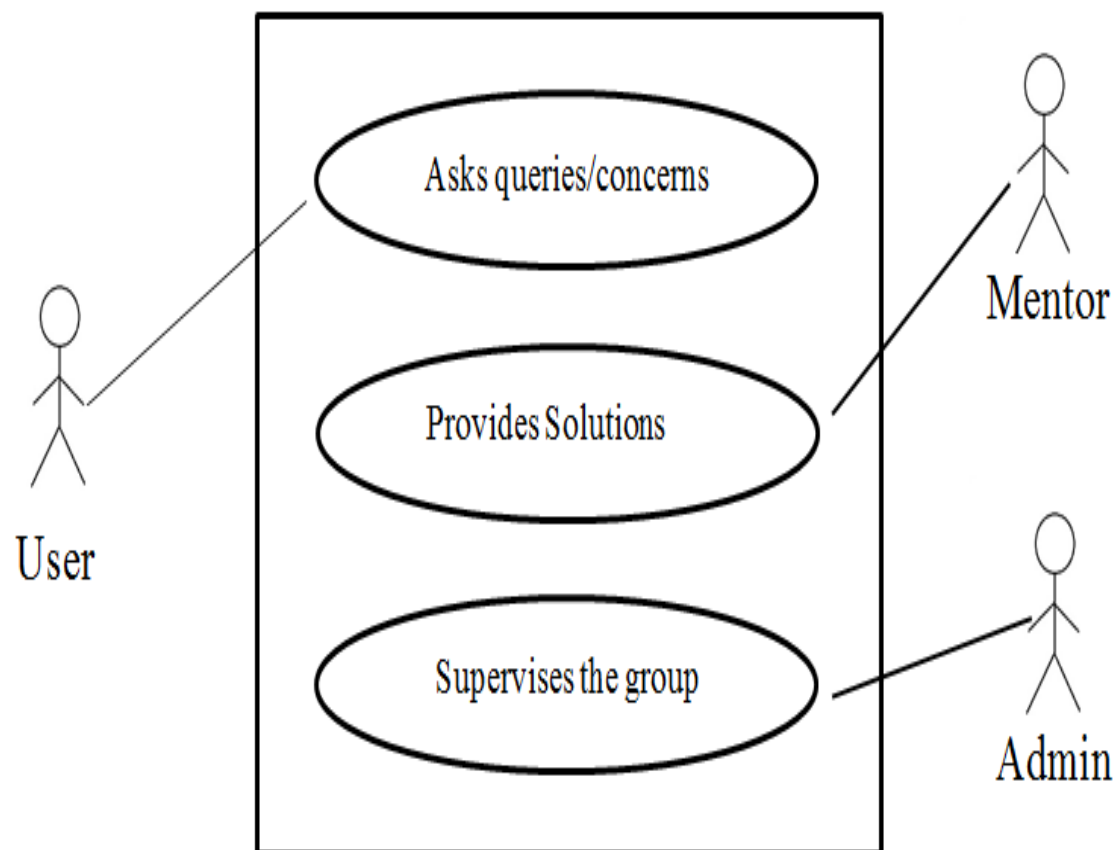 Asks queries/concerns
Mentor
Provides Solutions
User
Supervises the group
Admin